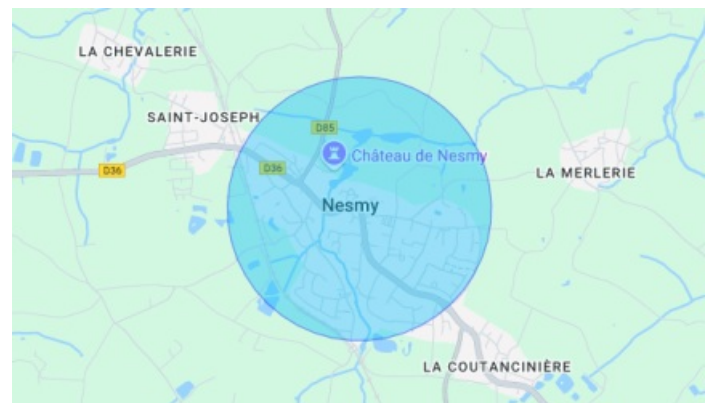 LA CHEVALERIE
SAINT-JOSEPH
D85
D36
D36
Château de Nesmy
LA MERLERIE
Nesmy
LA COUTANCINIÈRE